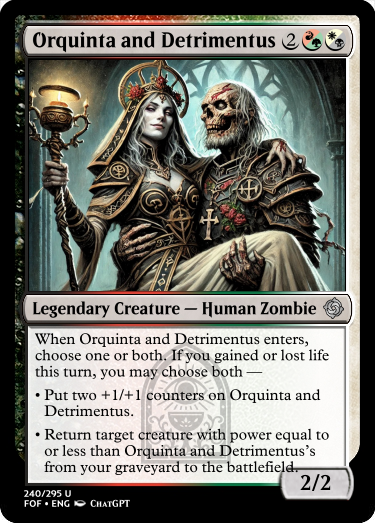 Orquinta and Detrimentus 2
Legendary Creature — Human Zombie
When Orquinta and Detrimentus enters,
choose one or both. If you gained or lost life
this turn, you may choose both —
• Put two +1/+1 counters on Orquinta and
Detrimentus.
• Return target creature with power equal to
or less than Orquinta and Detrimentus's
from your graveyard to the battlefield.
2/2
240/295 U
FOF • ENG ChatGPT